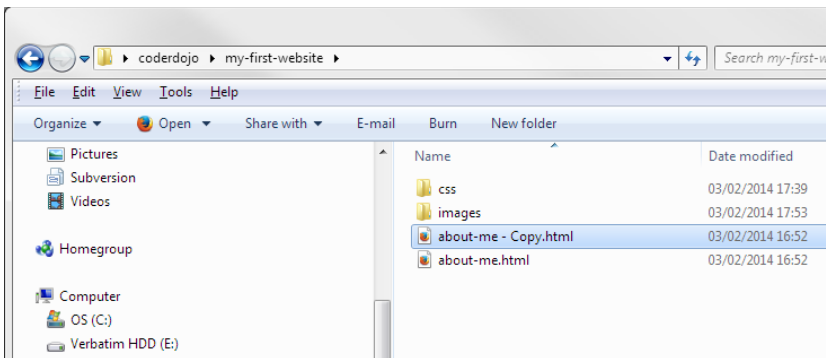 coderdojo my-first-website
Search my-first-w
File Edit View Tools Help
Organize Open Share with E-mail Burn New folder
Pictures
Subversion
Videos
Homegroup
Computer
OS (C:)
Verbatim HDD (E:)
Name Date modified
css 03/02/2014 17:39
images 03/02/2014 17:53
about-me - Copy.html 03/02/2014 16:52
about-me.html 03/02/2014 16:52